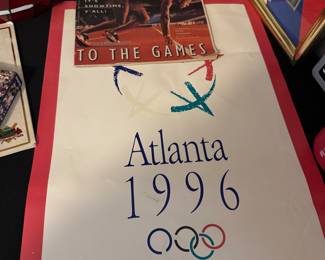 SHOWTIME,
Y'ALL!
TO THE GAMES
Atlanta
1996